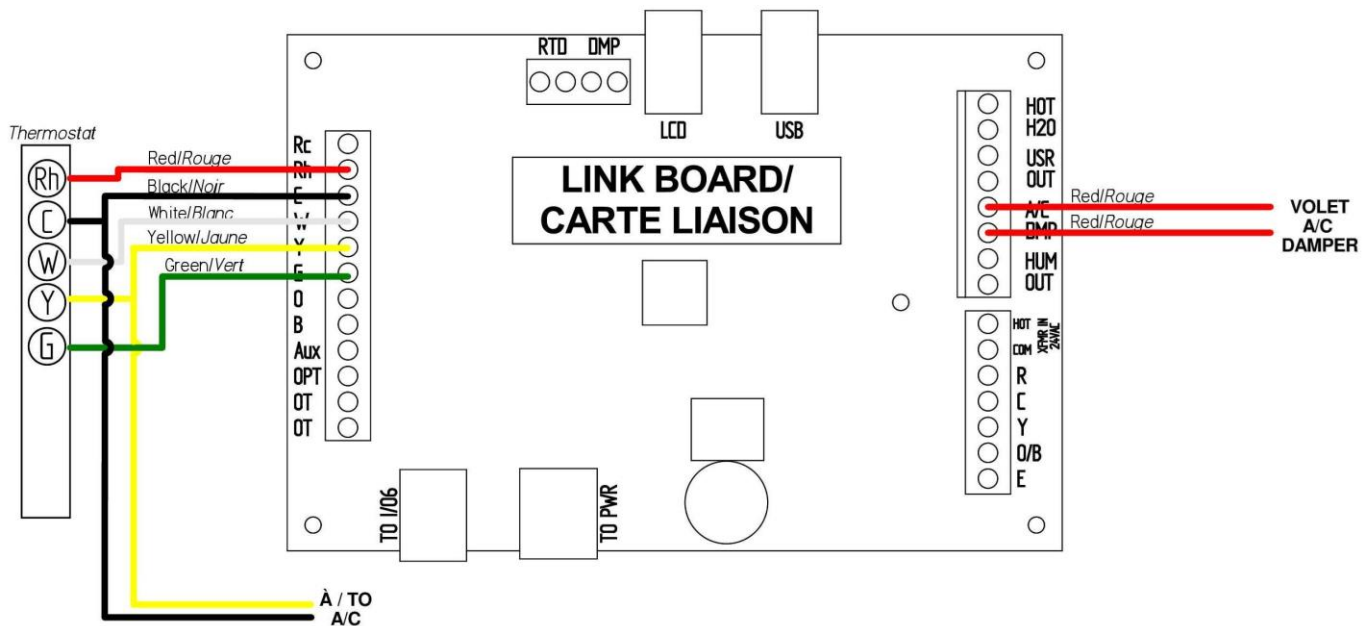 RTD DMP
LCD
USB
Thermostat
Rh
C
W
Y
G
Red/Rouge
Black/Noir
White/Blanc
Yellow/Jaune
Green/Vert
Rc
Rh
C
W
Y
G
O
B
Aux
OPT
OT
OT
LINK BOARD/
CARTE LIAISON
HOT
H2O
USR
OUT
A/C
DMP
HUM
OUT
Red/Rouge
Red/Rouge
VOLET
A/C
DAMPER
HOT
COM
XFMR IN
24VAC
R
C
Y
O/B
E
TO I/O6
TO PWR
À / TO
A/C